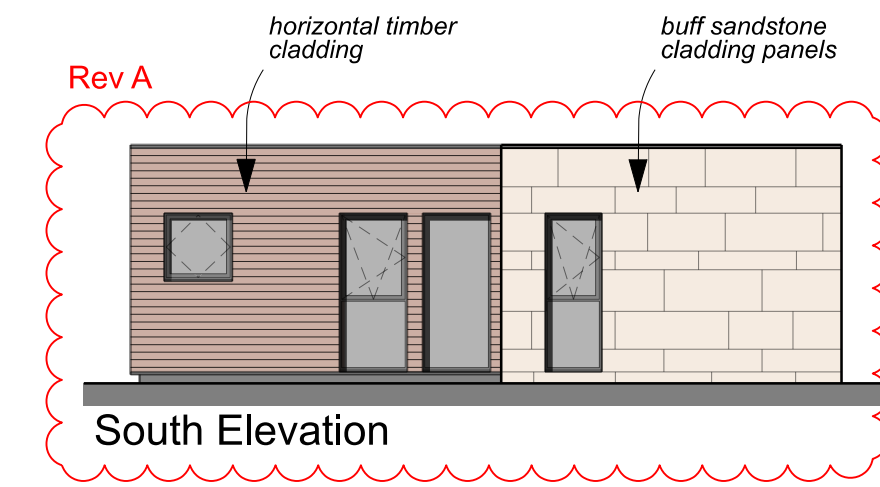 horizontal timber
cladding
buff sandstone
cladding panels
Rev A
South Elevation